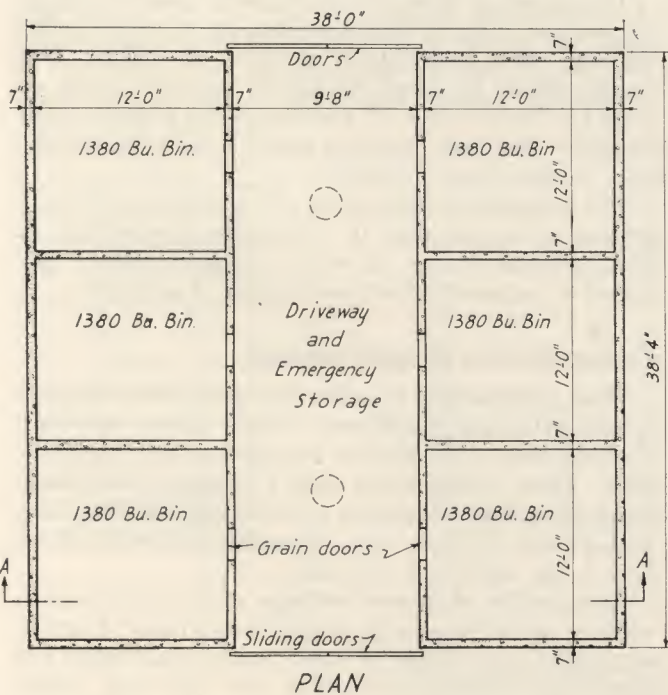 38'-0"
Doors
7"
7" 12'-0" 7" 9'-8" 7" 12'-0" 7"
1380 Bu. Bin. 1380 Bu. Bin
12'-0"
7"
1380 Bu. Bin. 1380 Bu. Bin
Driveway
and
Emergency
Storage
12'-0"
38'-4"
1380 Bu. Bin 1380 Bu. Bin
Grain doors
12'-0"
A A
Sliding doors
7"
PLAN